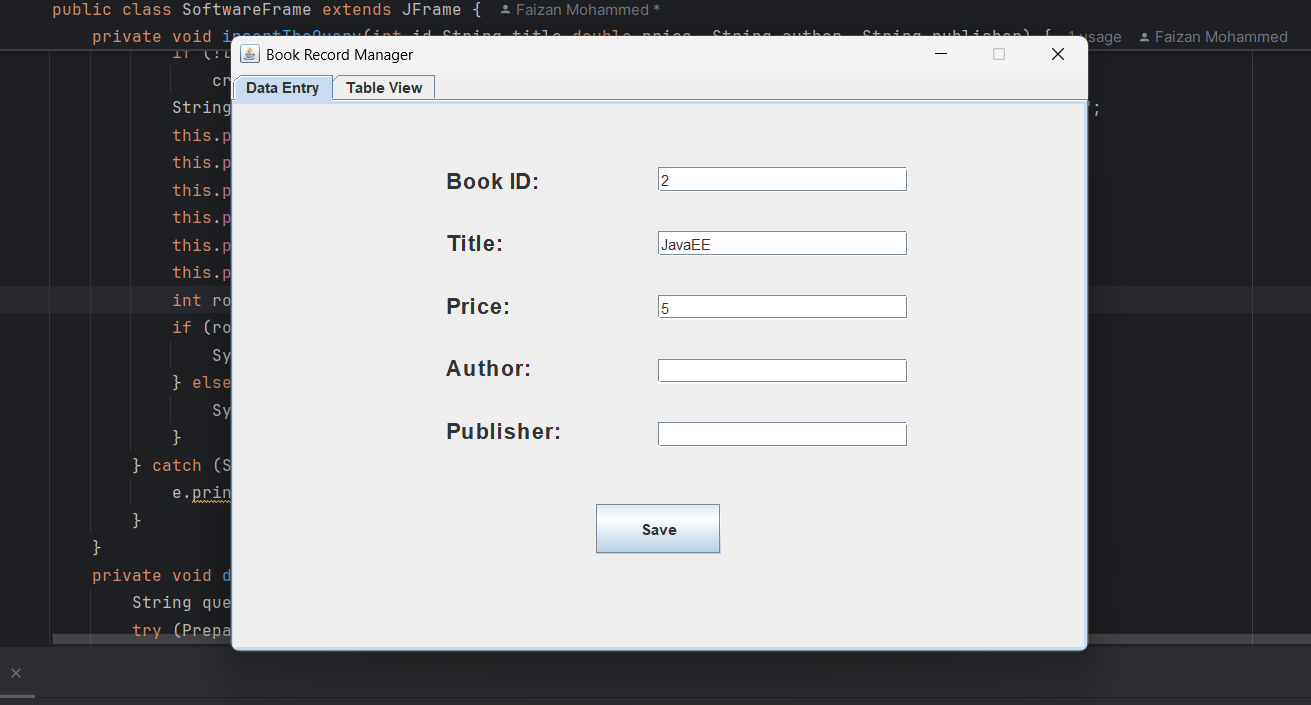 public class SoftwareFrame extends JFrame { Faizan Mohammed *
private void insertTheQuery(int id,String title,double price, String author, String publisher) { 1 usage Faizan Mohammed
Book Record Manager
Data Entry Table View
if (!
cr
String ";
this.p
this.p
this.p
this.p
this.p
this.p
int ro
if (ro
Sy
} else
Sy
}
} catch (S
e.prin
}
}
private void d
String que
try (Prepa
Book ID: 2
Title: JavaEE
Price: 5
Author:
Publisher:
Save